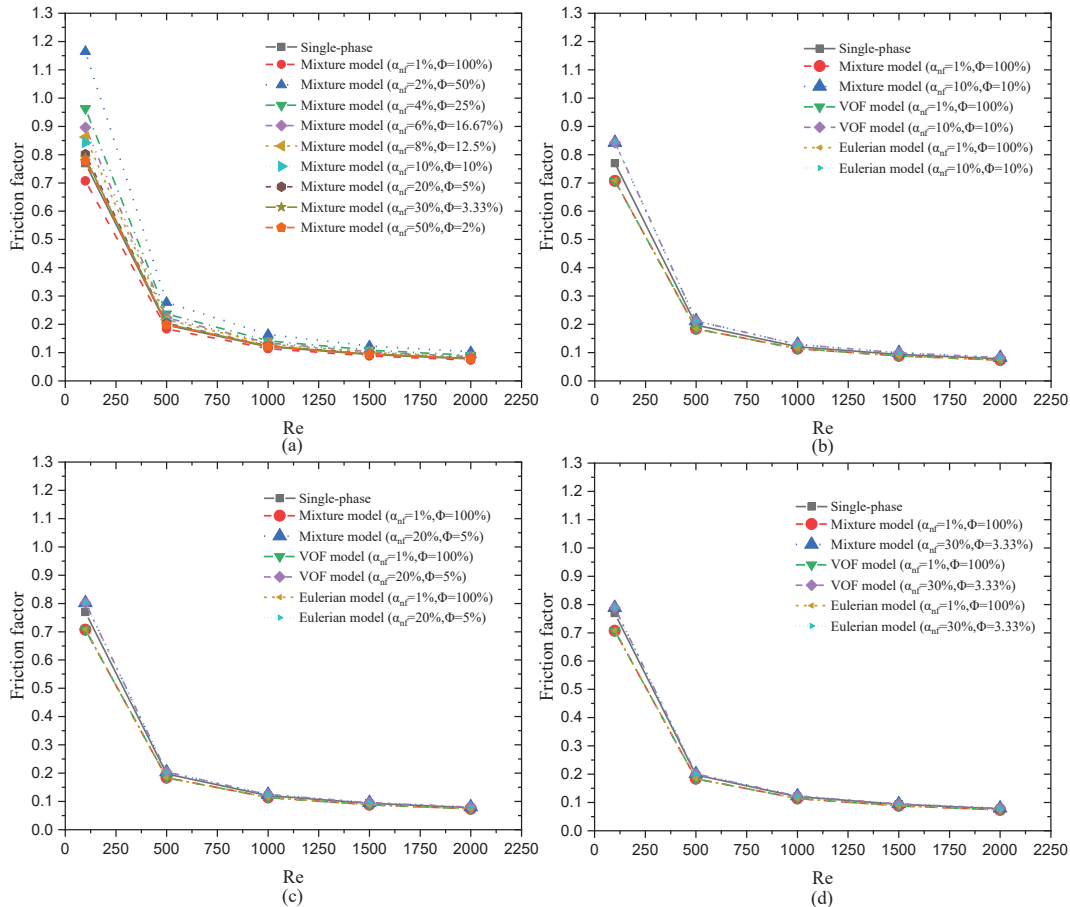 1.3
1.2
1.1
1.0
0.9
0.8
0.7
0.6
0.5
0.4
0.3
0.2
0.1
0.0
Friction factor
Single-phase
Mixture model (αnf=1%,Φ=100%)
Mixture model (αnf=2%,Φ=50%)
Mixture model (αnf=4%,Φ=25%)
Mixture model (αnf=6%,Φ=16.67%)
Mixture model (αnf=8%,Φ=12.5%)
Mixture model (αnf=10%,Φ=10%)
Mixture model (αnf=20%,Φ=5%)
Mixture model (αnf=30%,Φ=3.33%)
Mixture model (αnf=50%,Φ=2%)
0 250 500 750 1000 1250 1500 1750 2000 2250
Re
(a)
1.3
1.2
1.1
1.0
0.9
0.8
0.7
0.6
0.5
0.4
0.3
0.2
0.1
0.0
Friction factor
Single-phase
Mixture model (αnf=1%,Φ=100%)
Mixture model (αnf=10%,Φ=10%)
VOF model (αnf=1%,Φ=100%)
VOF model (αnf=10%,Φ=10%)
Eulerian model (αnf=1%,Φ=100%)
Eulerian model (αnf=10%,Φ=10%)
0 250 500 750 1000 1250 1500 1750 2000 2250
Re
(b)
1.3
1.2
1.1
1.0
0.9
0.8
0.7
0.6
0.5
0.4
0.3
0.2
0.1
0.0
Friction factor
Single-phase
Mixture model (αnf=1%,Φ=100%)
Mixture model (αnf=20%,Φ=5%)
VOF model (αnf=1%,Φ=100%)
VOF model (αnf=20%,Φ=5%)
Eulerian model (αnf=1%,Φ=100%)
Eulerian model (αnf=20%,Φ=5%)
0 250 500 750 1000 1250 1500 1750 2000 2250
Re
(c)
1.3
1.2
1.1
1.0
0.9
0.8
0.7
0.6
0.5
0.4
0.3
0.2
0.1
0.0
Friction factor
Single-phase
Mixture model (αnf=1%,Φ=100%)
Mixture model (αnf=30%,Φ=3.33%)
VOF model (αnf=1%,Φ=100%)
VOF model (αnf=30%,Φ=3.33%)
Eulerian model (αnf=1%,Φ=100%)
Eulerian model (αnf=30%,Φ=3.33%)
0 250 500 750 1000 1250 1500 1750 2000 2250
Re
(d)